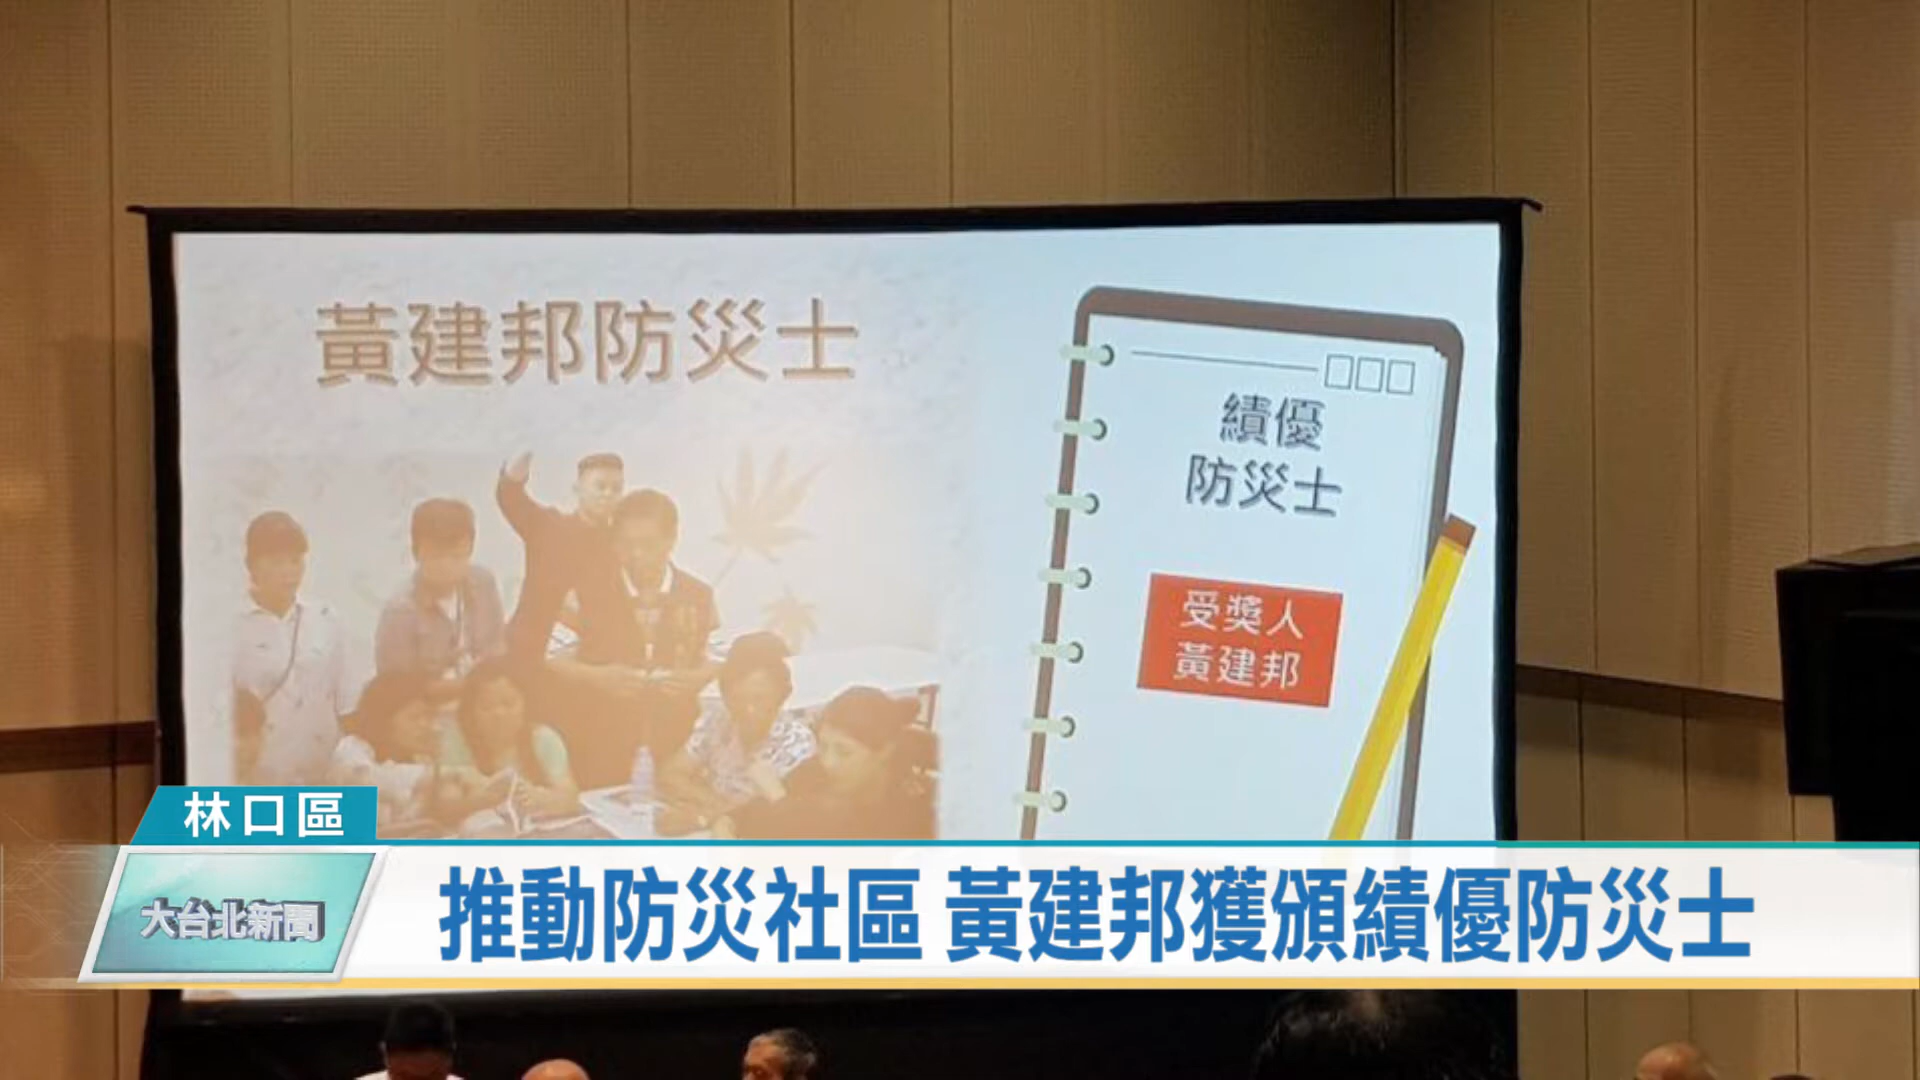 黃建邦防災士
□□□
績優
防災士
受獎人
黃建邦
林口區
大台北新聞
推動防災社區 黃建邦獲頒績優防災士